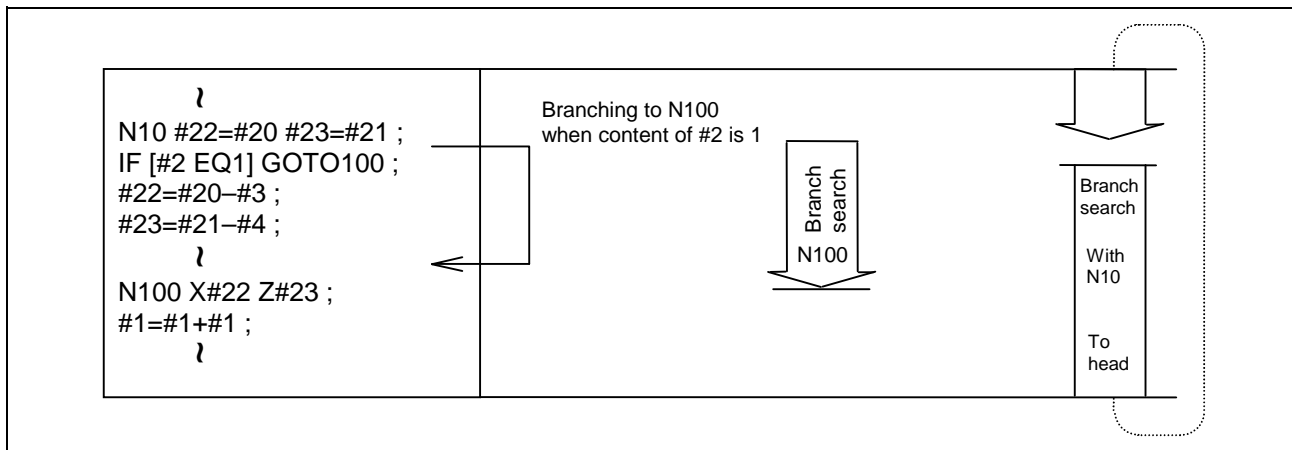 ~
N10 #22=#20 #23=#21 ;
IF [#2 EQ1] GOTO100 ;
#22=#20–#3 ;
#23=#21–#4 ;
~
N100 X#22 Z#23 ;
#1=#1+#1 ;
~
Branching to N100
when content of #2 is 1
Branch
search
N100
Branch
search
With
N10
To
head